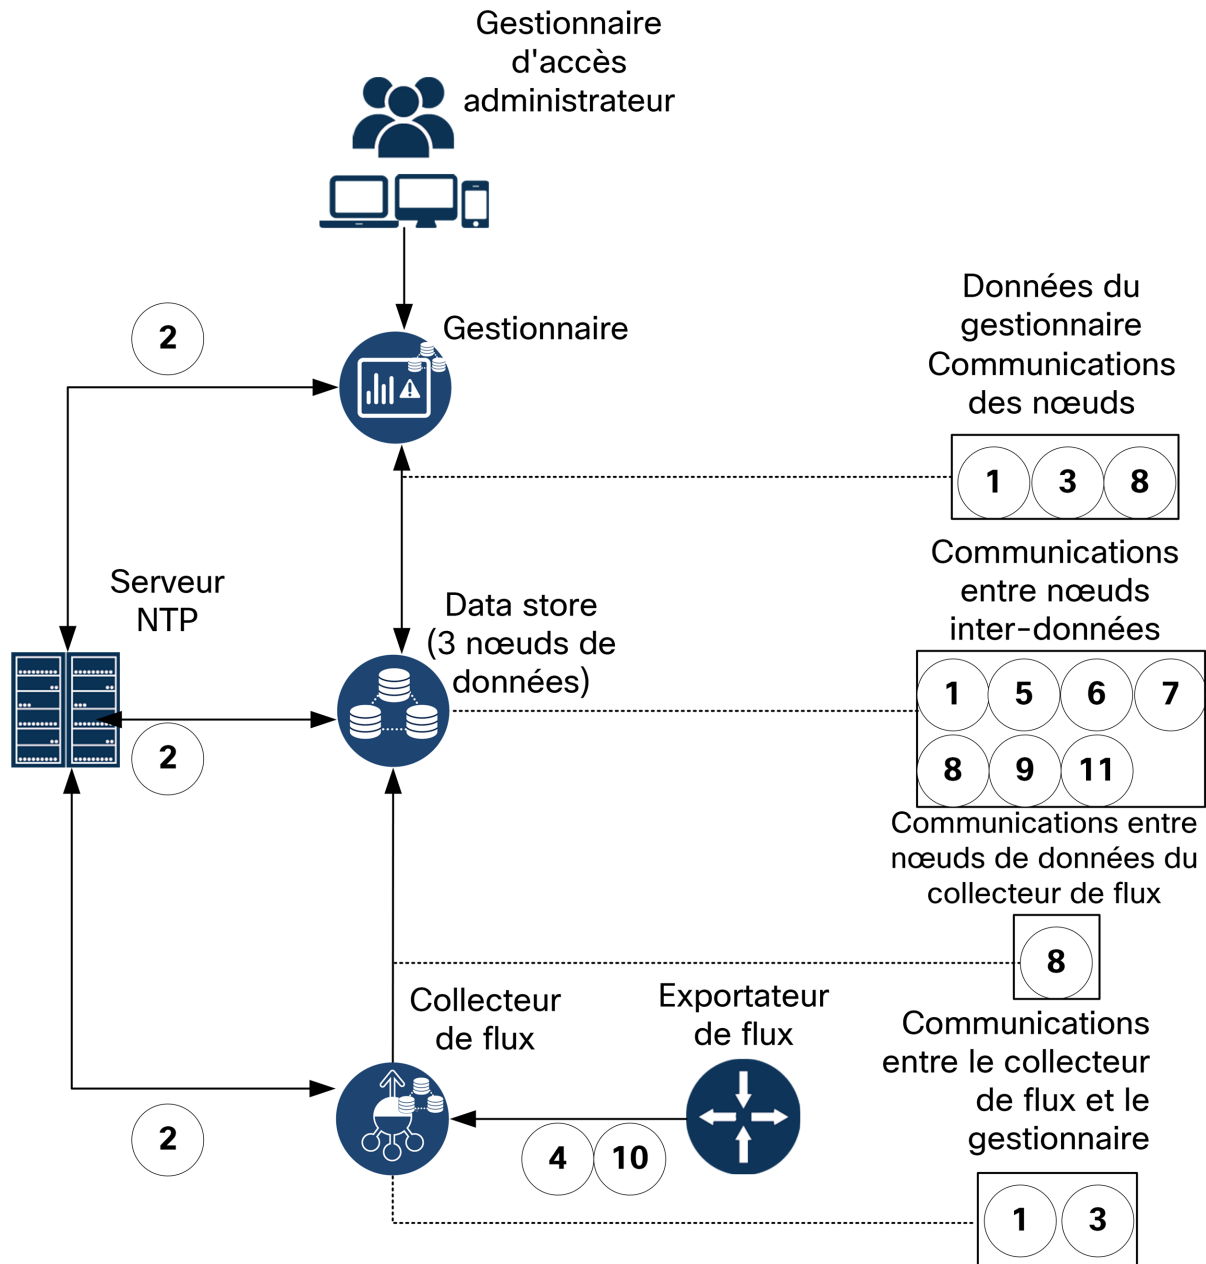 Gestionnaire
d'accès
administrateur
2
Gestionnaire
Données du
gestionnaire
Communications
des nœuds
1 3 8
Serveur
NTP
Data store
(3 nœuds de
données)
2
Communications
entre nœuds
inter-données
1 5 6 7
8 9 11
Communications entre
nœuds de données du
collecteur de flux
8
Collecteur
de flux
Exportateur
de flux
2
4 10
Communications
entre le collecteur
de flux et le
gestionnaire
1 3